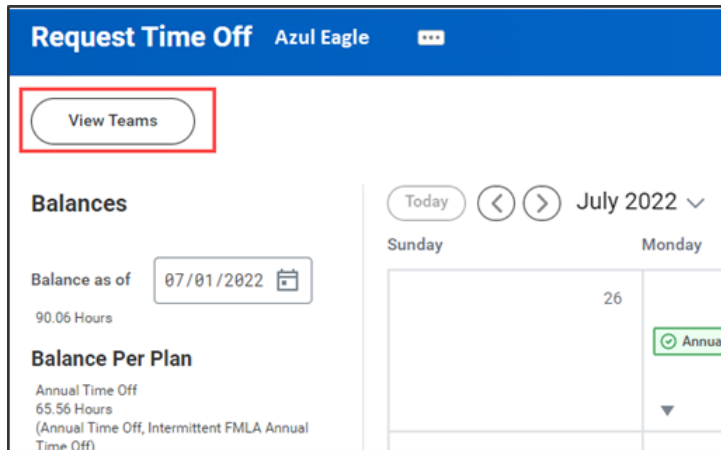 Request Time Off Azul Eagle
View Teams
Balances
Today July 2022
Sunday Monday
Balance as of 07/01/2022
26
90.06 Hours
Annua
Balance Per Plan
Annual Time Off
65.56 Hours
(Annual Time Off, Intermittent FMLA Annual
Time Off)